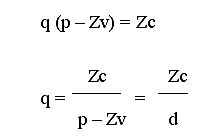 q (p – Zv) = Zc
q = Zc / p – Zv = Zc / d